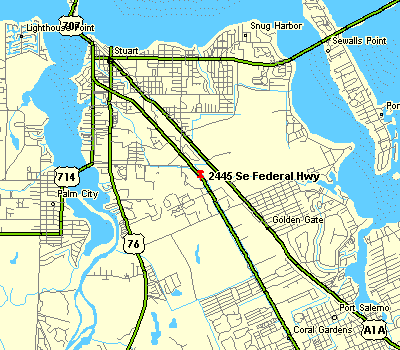 707
Lighthouse Point
Snug Harbor
Sewalls Point
Stuart
714
2445 Se Federal Hwy
Palm City
Golden Gate
76
Port Salerno
Coral Gardens
A1A